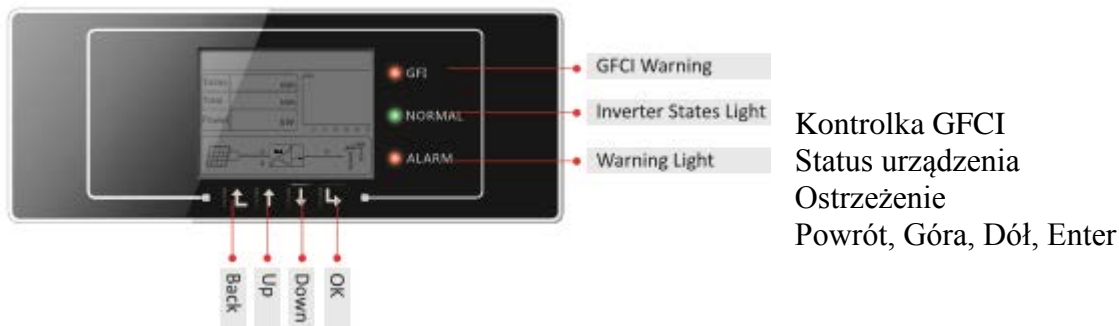 GFI
NORMAL
ALARM
GFCI Warning
Inverter States Light
Warning Light
Back
Up
Down
OK
Kontrolka GFCI
Status urządzenia
Ostrzeżenie
Powrót, Góra, Dół, Enter